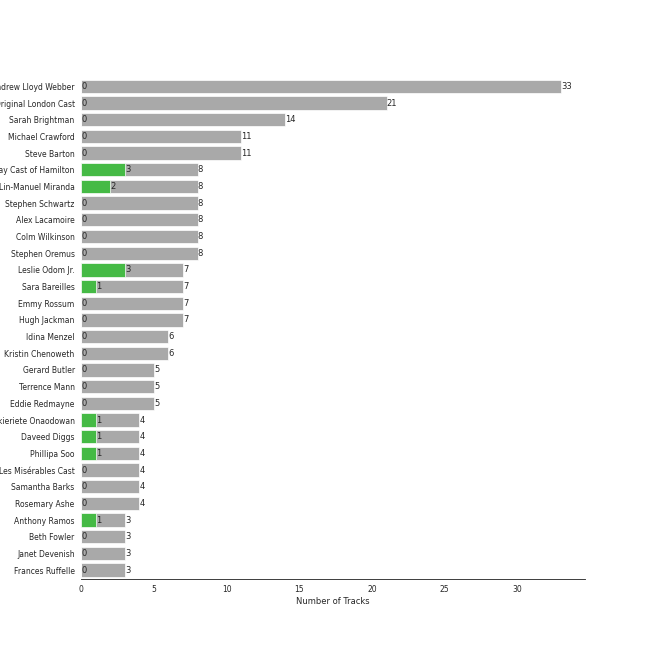 ndrew Lloyd Webber 0 33
riginal London Cast 0 21
Sarah Brightman 0 14
Michael Crawford 0 11
Steve Barton 0 11
ay Cast of Hamilton 3 8
Lin-Manuel Miranda 2 8
Stephen Schwartz 0 8
Alex Lacamoire 0 8
Colm Wilkinson 0 8
Stephen Oremus 0 8
Leslie Odom Jr. 3 7
Sara Bareilles 1 7
Emmy Rossum 0 7
Hugh Jackman 0 7
Idina Menzel 0 6
Kristin Chenoweth 0 6
Gerard Butler 0 5
Terrence Mann 0 5
Eddie Redmayne 0 5
kieriete Onaodowan 1 4
Daveed Diggs 1 4
Phillipa Soo 1 4
Les Misérables Cast 0 4
Samantha Barks 0 4
Rosemary Ashe 0 4
Anthony Ramos 1 3
Beth Fowler 0 3
Janet Devenish 0 3
Frances Ruffelle 0 3
0 5 10 15 20 25 30
Number of Tracks